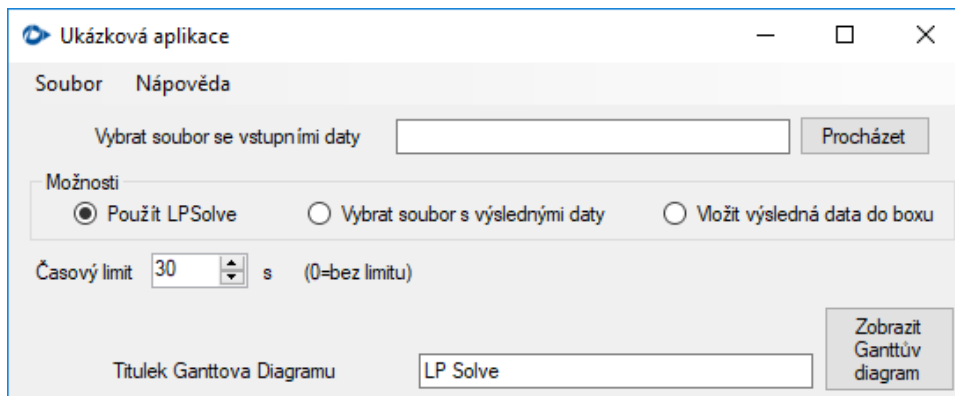 Ukázková aplikace
Soubor Nápověda
Vybrat soubor se vstupními daty Procházet
Možnosti
Použít LPSolve Vybrat soubor s výslednými daty Vložit výsledná data do boxu
Časový limit 30 s (0=bez limitu)
Zobrazit
Ganttův
diagram
Titulek Ganttova Diagramu LP Solve